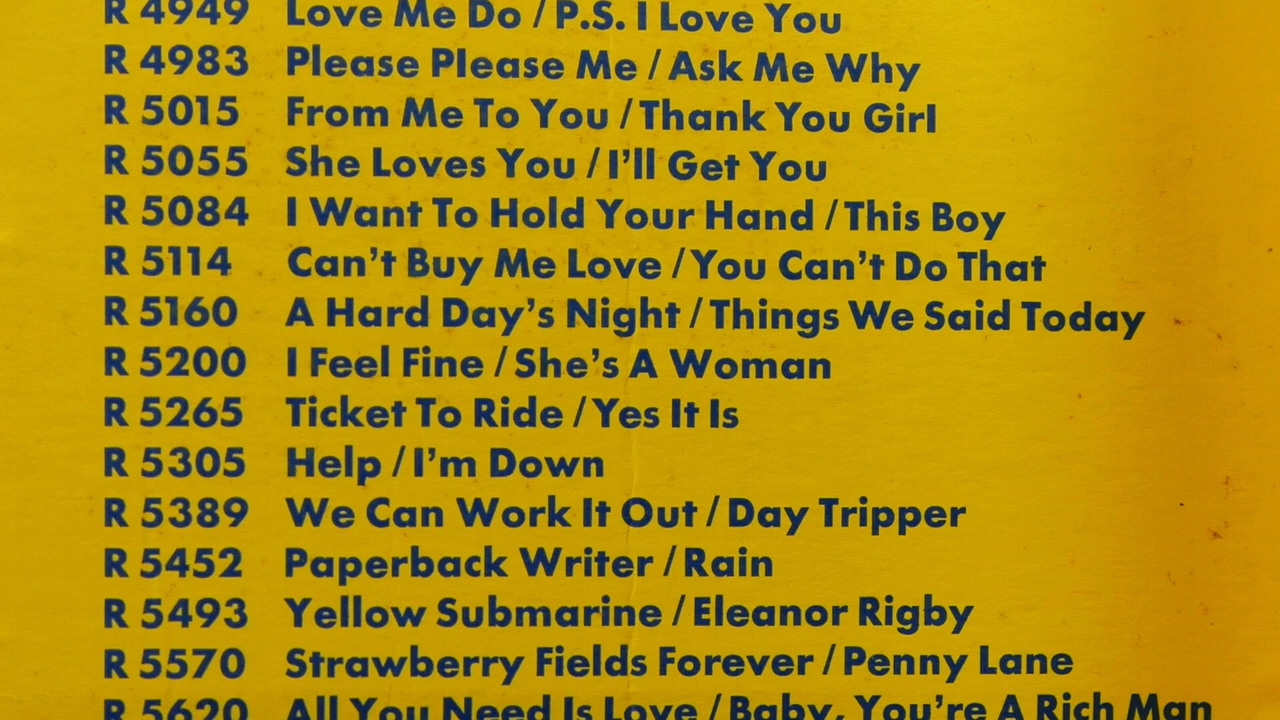 R 4949 Love Me Do / P.S. I Love You
R 4983 Please Please Me / Ask Me Why
R 5015 From Me To You / Thank You Girl
R 5055 She Loves You / I'll Get You
R 5084 I Want To Hold Your Hand / This Boy
R 5114 Can't Buy Me Love / You Can't Do That
R 5160 A Hard Day's Night / Things We Said Today
R 5200 I Feel Fine / She's A Woman
R 5265 Ticket To Ride / Yes It Is
R 5305 Help / I'm Down
R 5389 We Can Work It Out / Day Tripper
R 5452 Paperback Writer / Rain
R 5493 Yellow Submarine / Eleanor Rigby
R 5570 Strawberry Fields Forever / Penny Lane
R 5620 All You Need Is Love / Baby, You're A Rich Man